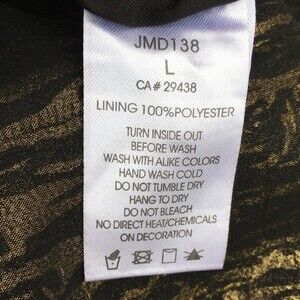 JMD138
L
CA# 29438
LINING 100%POLYESTER
TURN INSIDE OUT
BEFORE WASH
WASH WITH ALIKE COLORS
HAND WASH COLD
DO NOT TUMBLE DRY
HANG TO DRY
DO NOT BLEACH
NO DIRECT HEAT/CHEMICALS
ON DECORATION